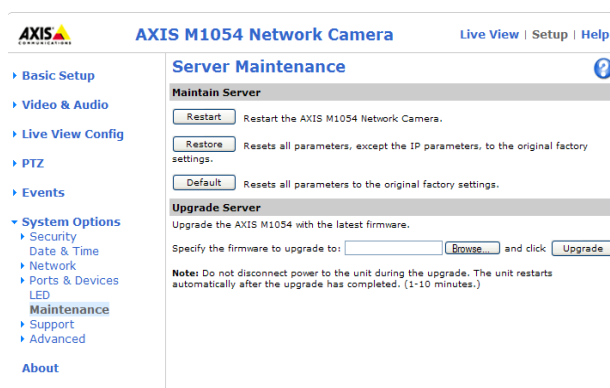 AXIS
COMMUNICATIONS
AXIS M1054 Network Camera
Live View | Setup | Help
Basic Setup
Video & Audio
Live View Config
PTZ
Events
System Options
Security
Date & Time
Network
Ports & Devices
LED
Maintenance
Support
Advanced
About
Server Maintenance
?
Maintain Server
Restart Restart the AXIS M1054 Network Camera.
Restore Resets all parameters, except the IP parameters, to the original factory
settings.
Default Resets all parameters to the original factory settings.
Upgrade Server
Upgrade the AXIS M1054 with the latest firmware.
Specify the firmware to upgrade to: Browse... and click Upgrade
Note: Do not disconnect power to the unit during the upgrade. The unit restarts
automatically after the upgrade has completed. (1-10 minutes.)